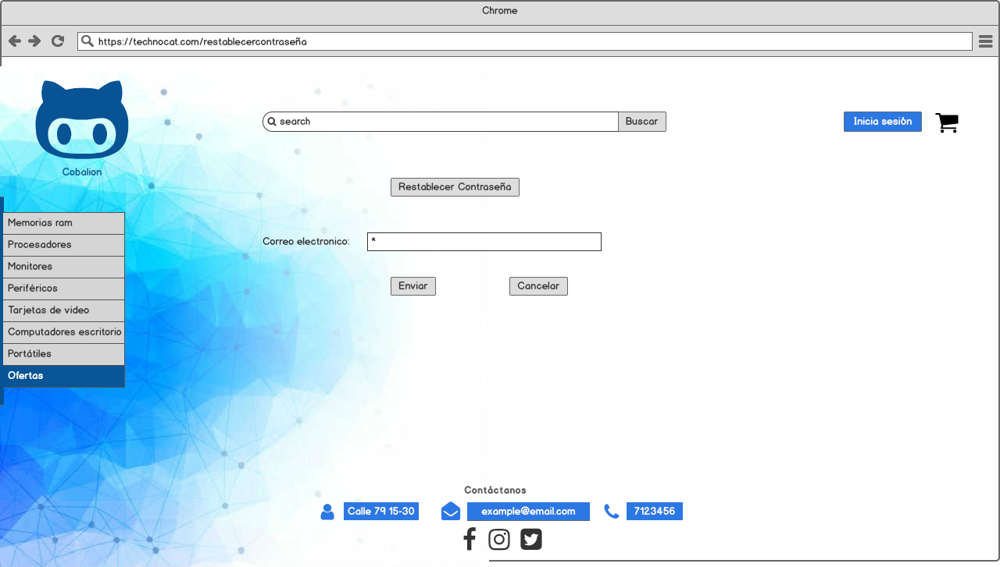 Chrome
https://technocat.com/restablecercontraseña
search
Buscar
Inicia sesión
Cobalion
Restablecer Contraseña
Memorias ram
Procesadores
Monitores
Periféricos
Tarjetas de video
Computadores escritorio
Portátiles
Ofertas
Correo electronico:
*
Enviar
Cancelar
Contáctanos
Calle 79 15-30
example@email.com
7123456